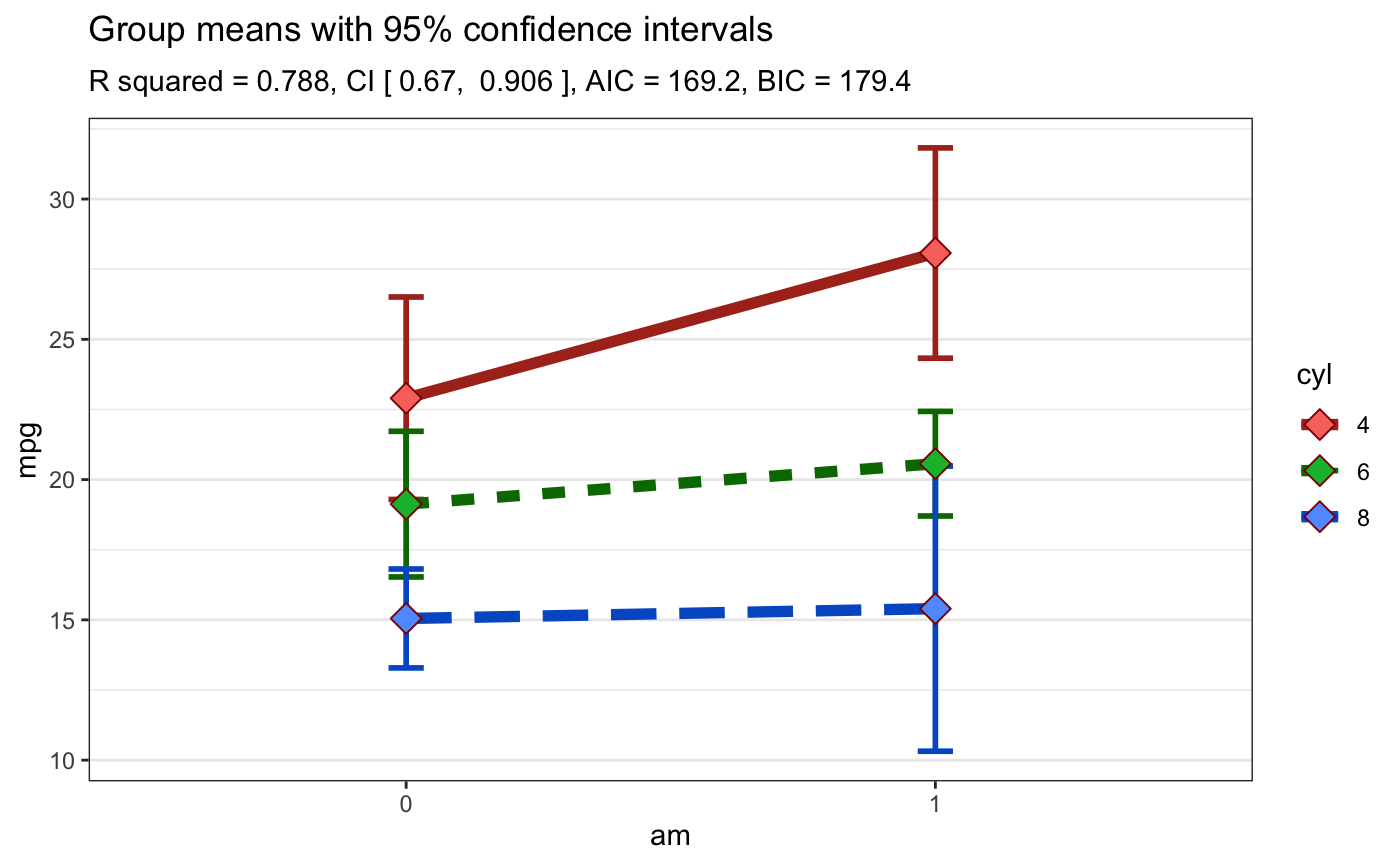 Group means with 95% confidence intervals
R squared = 0.788, CI [ 0.67,  0.906 ], AIC = 169.2, BIC = 179.4
30
25
20
15
10
mpg
0 1
am
cyl
4
6
8